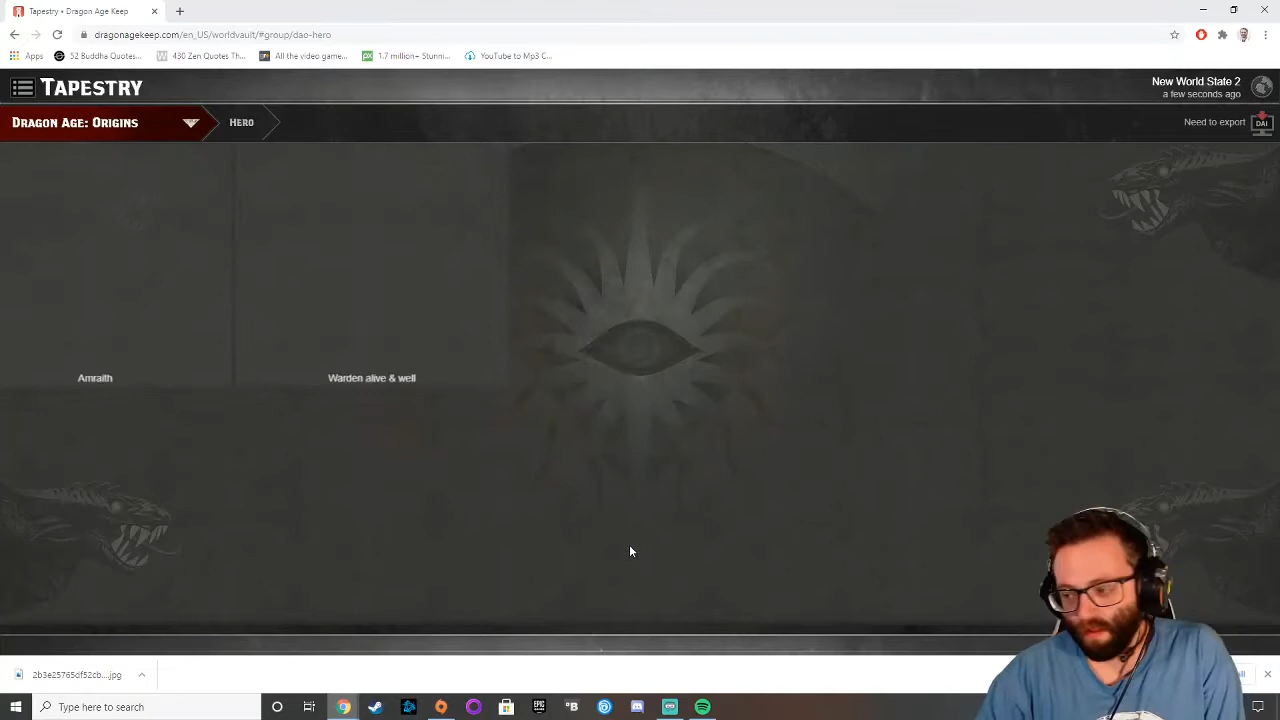 Tapestry • Dragon Age Keep
dragonagekeep.com/en_US/worldvault/#group/dao-hero
Apps
52 Buddha Quotes...
430 Zen Quotes Th...
All the video game...
1.7 million+ Stunni...
YouTube to Mp3 C...
TAPESTRY
New World State 2
a few seconds ago
DRAGON AGE: ORIGINS
HERO
Need to export
DAI
Amraith
Warden alive & well
2b3e25765df52cb....jpg
Type here to search